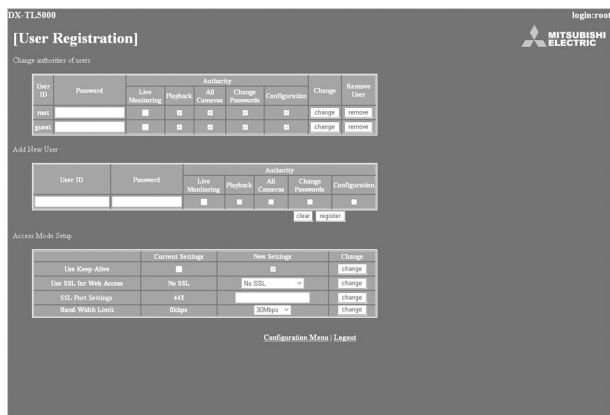 DX-TL5000 login:root
[User Registration]
MITSUBISHI
ELECTRIC
Change authorities of users
User ID Password Authority Change Remove User
Live Monitoring Playback All Cameras Change Passwords Configuration
root change remove
guest change remove
Add New User
User ID Password Authority
Live Monitoring Playback All Cameras Change Passwords Configuration
clear register
Access Mode Setup
Current Settings New Settings Change
Use Keep-Alive change
Use SSL for Web Access No SSL No SSL change
SSL Port Settings 443 change
Band-Width Limit 0kbps 30Mbps change
Configuration Menu | Logout